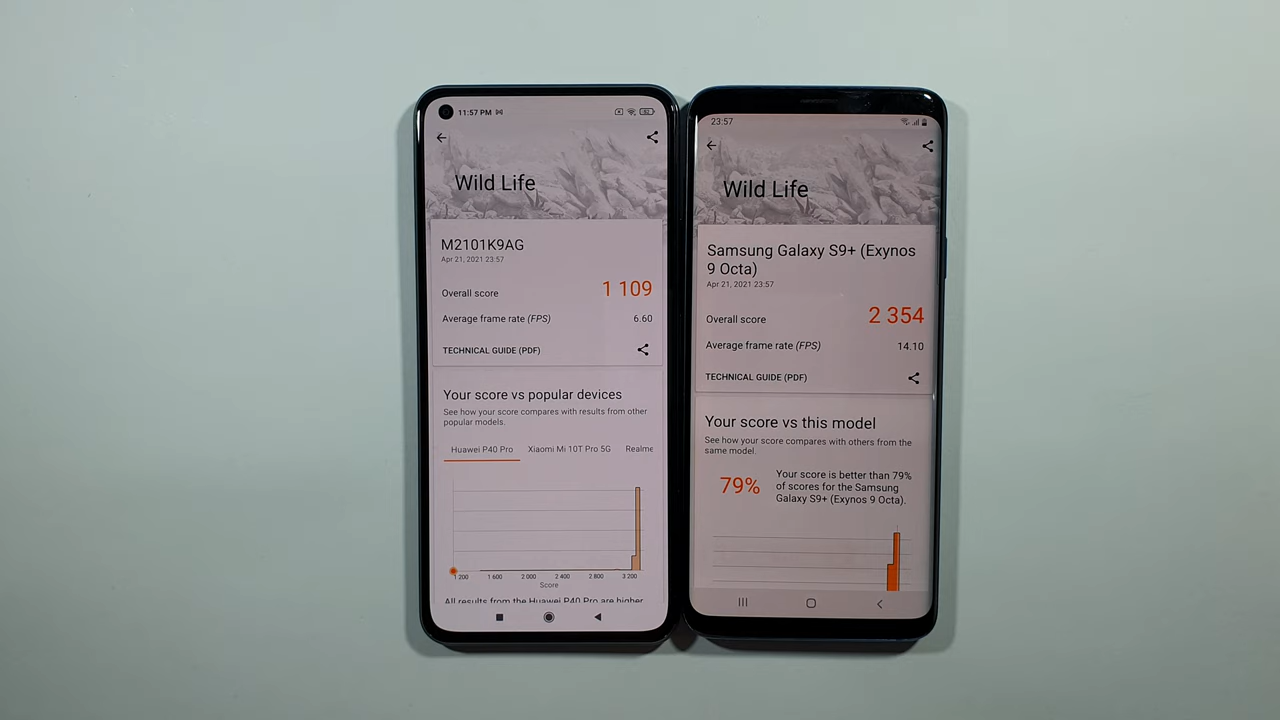 11:57 PM
Wild Life
M2101K9AG
Apr 21, 2021 23:57
Overall score
1 109
Average frame rate (FPS)
6.60
TECHNICAL GUIDE (PDF)
Your score vs popular devices
See how your score compares with results from other
popular models.
Huawei P40 Pro Xiaomi Mi 10T Pro 5G Realme
1 200 1 600 2 000 2 400 2 800 3 200
Score
All results from the Huawei P40 Pro are higher
23:57
Wild Life
Samsung Galaxy S9+ (Exynos
9 Octa)
Apr 21, 2021 23:57
Overall score
2 354
Average frame rate (FPS)
14.10
TECHNICAL GUIDE (PDF)
Your score vs this model
See how your score compares with others from the
same model.
79%
Your score is better than 79%
of scores for the Samsung
Galaxy S9+ (Exynos 9 Octa).